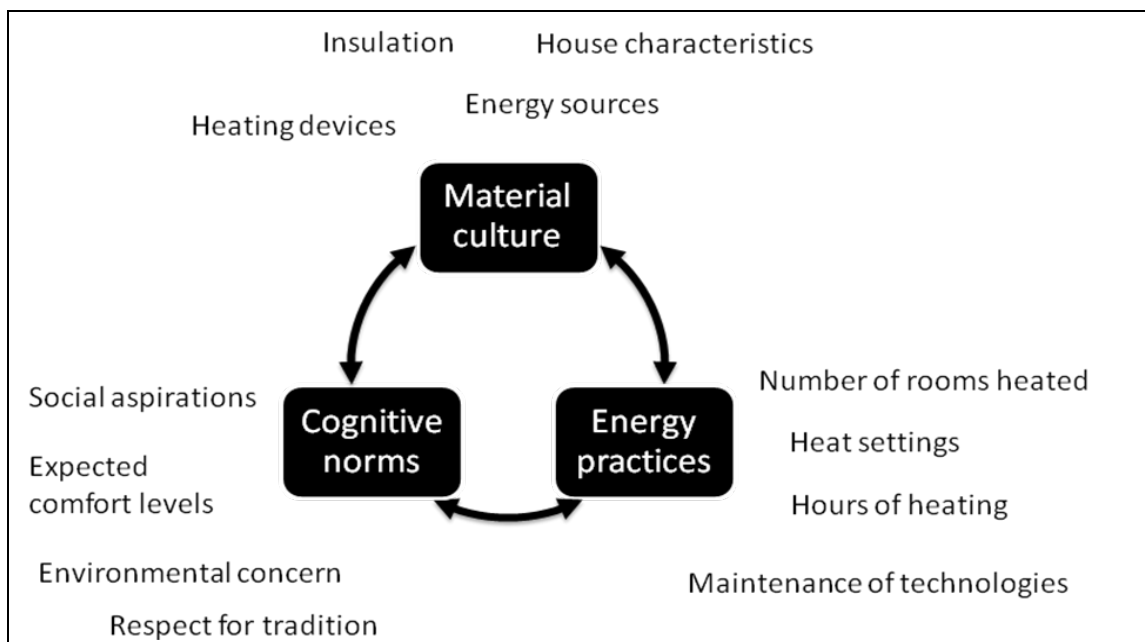 Insulation
House characteristics
Energy sources
Heating devices
Material
culture
Social aspirations
Cognitive
norms
Energy
practices
Number of rooms heated
Heat settings
Expected
comfort levels
Hours of heating
Environmental concern
Maintenance of technologies
Respect for tradition